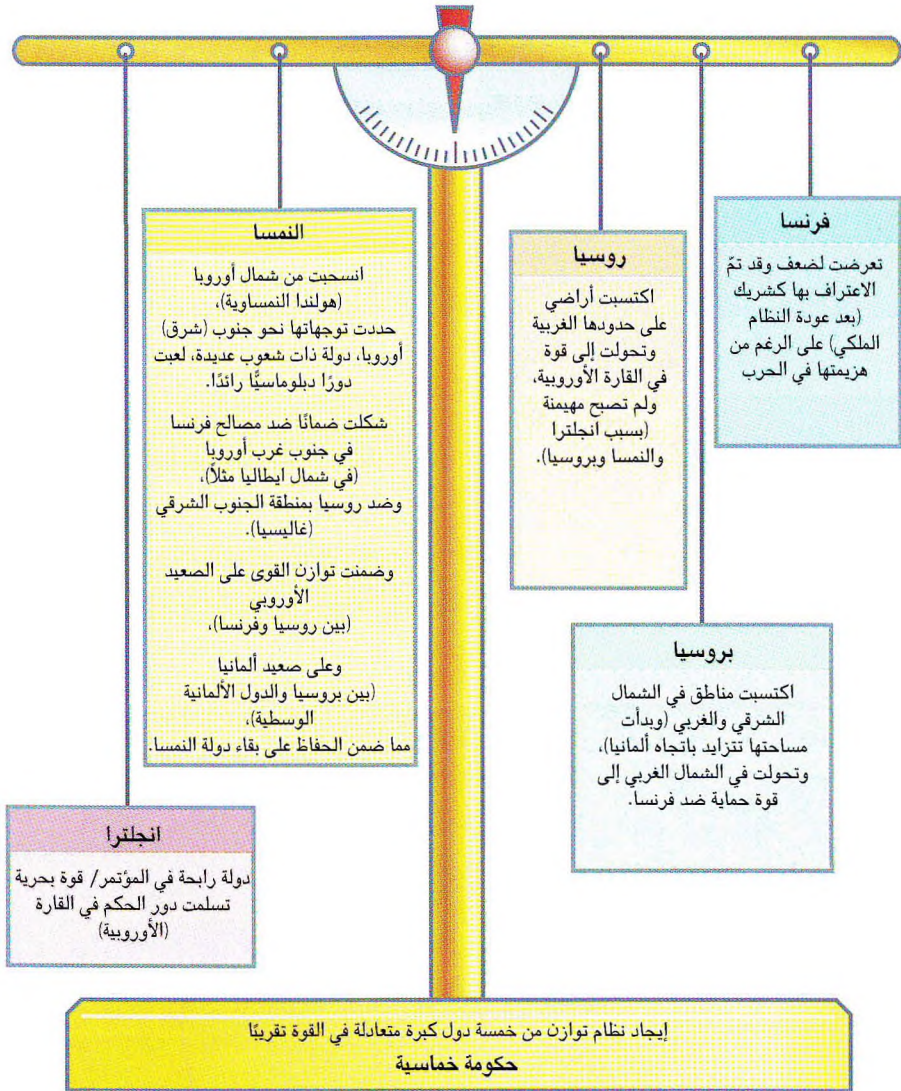 فرنسا
تعرضت لضعف وقد تمّ
الاعتراف بها كشريك
(بعد عودة النظام
الملكي) على الرغم من
هزيمتها في الحرب
روسيا
اكتسبت أراضي
على حدودها الغربية
وتحولت إلى قوة
في القارة الأوروبية،
ولم تصبح مهيمنة
(بسبب انجلترا
والنمسا وبروسيا).
النمسا
انسحبت من شمال أوروبا
(هولندا النمساوية)،
حددت توجهاتها نحو جنوب (شرق)
أوروبا، دولة ذات شعوب عديدة، لعبت
دورًا دبلوماسيًّا رائدًا.
شكلت ضمانًا ضد مصالح فرنسا
في جنوب غرب أوروبا
(في شمال ايطاليا مثلاً)،
وضد روسيا بمنطقة الجنوب الشرقي
(غاليسيا).
وضمنت توازن القوى على الصعيد
الأوروبي
(بين روسيا وفرنسا)،
وعلى صعيد ألمانيا
(بين بروسيا والدول الألمانية
الوسطية)،
مما ضمن الحفاظ على بقاء دولة النمسا.
بروسيا
اكتسبت مناطق في الشمال
الشرقي والغربي (وبدأت
مساحتها تتزايد باتجاه ألمانيا)،
وتحولت في الشمال الغربي إلى
قوة حماية ضد فرنسا.
انجلترا
دولة رابحة في المؤتمر/ قوة بحرية
تسلمت دور الحكم في القارة
(الأوروبية)
إيجاد نظام توازن من خمسة دول كبرة متعادلة في القوة تقريبًا
حكومة خماسية